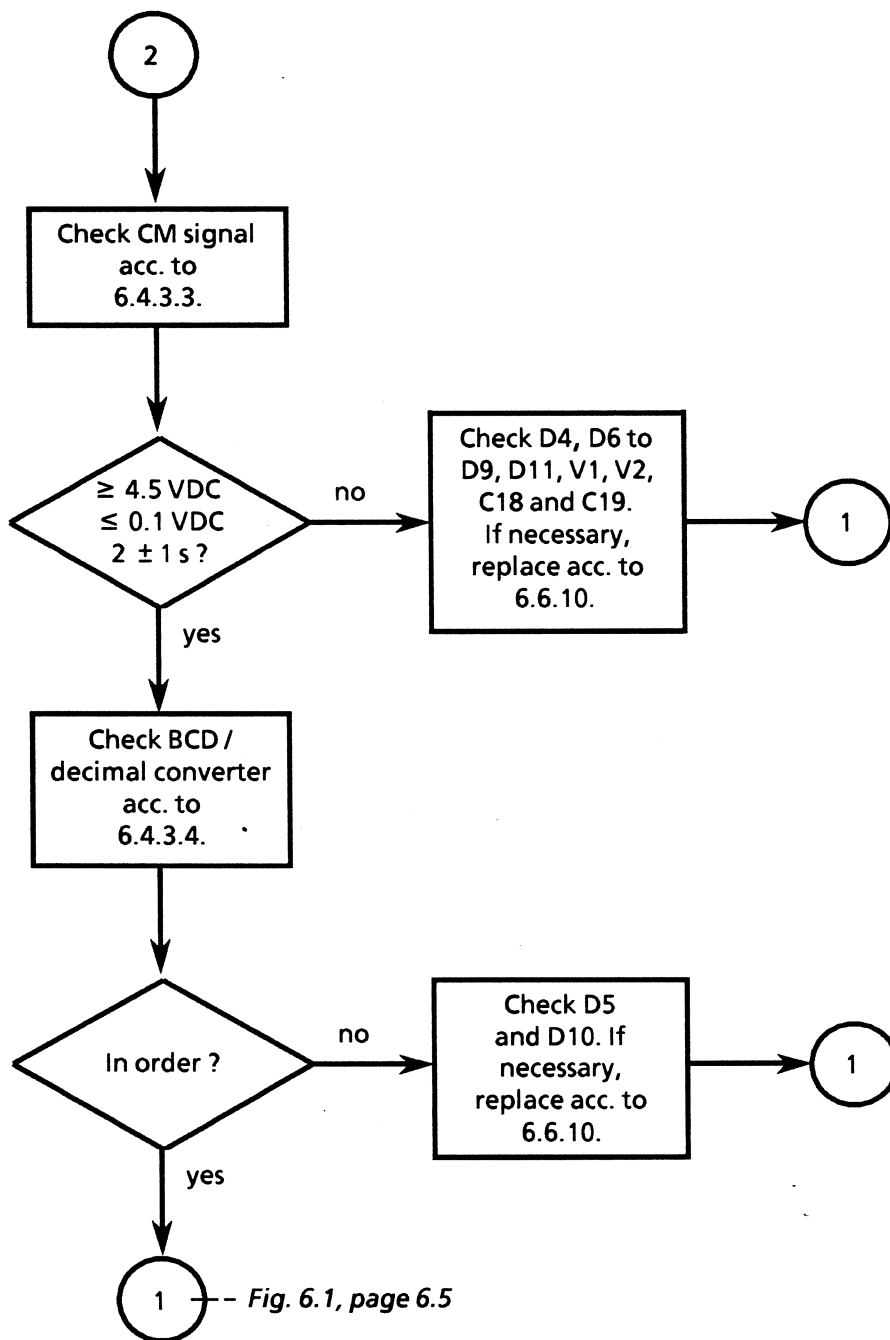 2
Check CM signal
acc. to
6.4.3.3.
≥ 4.5 VDC
≤ 0.1 VDC
2 ± 1 s ?
no
Check D4, D6 to
D9, D11, V1, V2,
C18 and C19.
If necessary,
replace acc. to
6.6.10.
1
yes
Check BCD /
decimal converter
acc. to
6.4.3.4.
In order ?
no
Check D5
and D10. If
necessary,
replace acc. to
6.6.10.
1
yes
1 -- Fig. 6.1, page 6.5